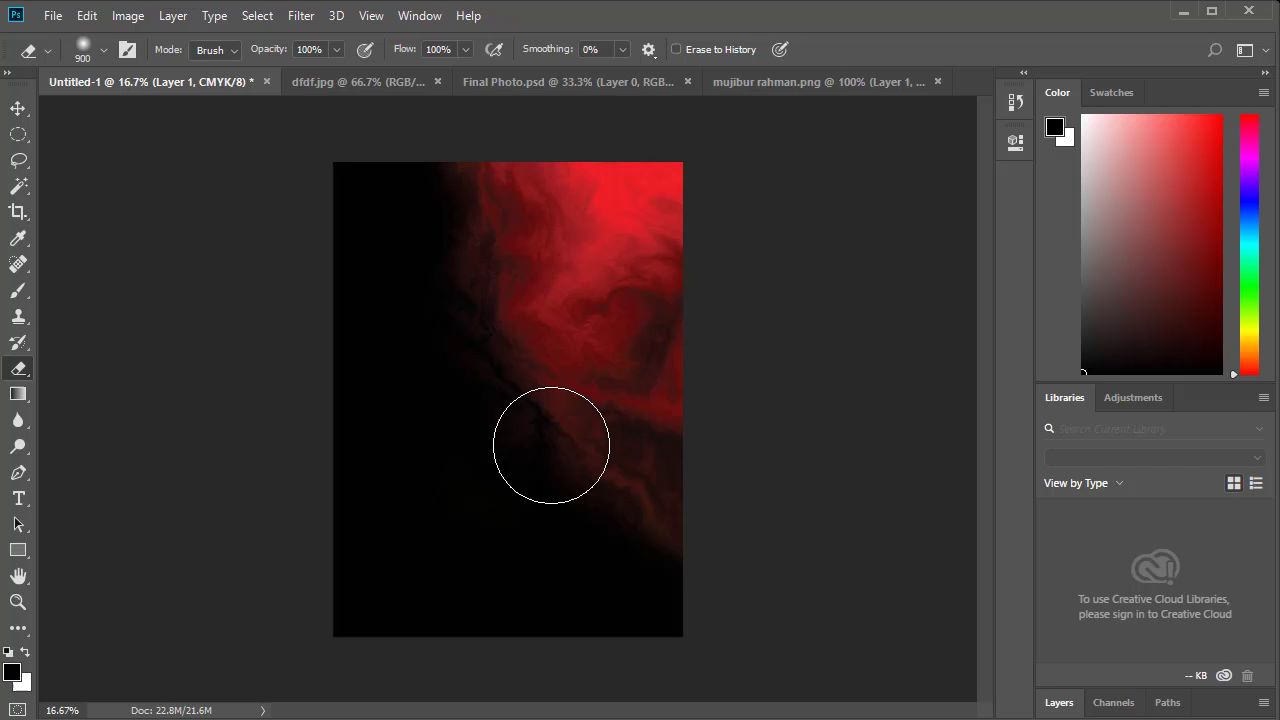 Ps File Edit Image Layer Type Select Filter 3D View Window Help
900 Mode: Brush Opacity: 100% Flow: 100% Smoothing: 0% Erase to History
Untitled-1 @ 16.7% (Layer 1, CMYK/8) * dfdf.jpg @ 66.7% (RGB/... Final Photo.psd @ 33.3% (Layer 0, RGB... mujibur rahman.png @ 100% (Layer 1, ...
Color Swatches
Libraries Adjustments
Search Current Library
View by Type
To use Creative Cloud Libraries,
please sign in to Creative Cloud
-- KB
Layers Channels Paths
16.67% Doc: 22.8M/21.6M